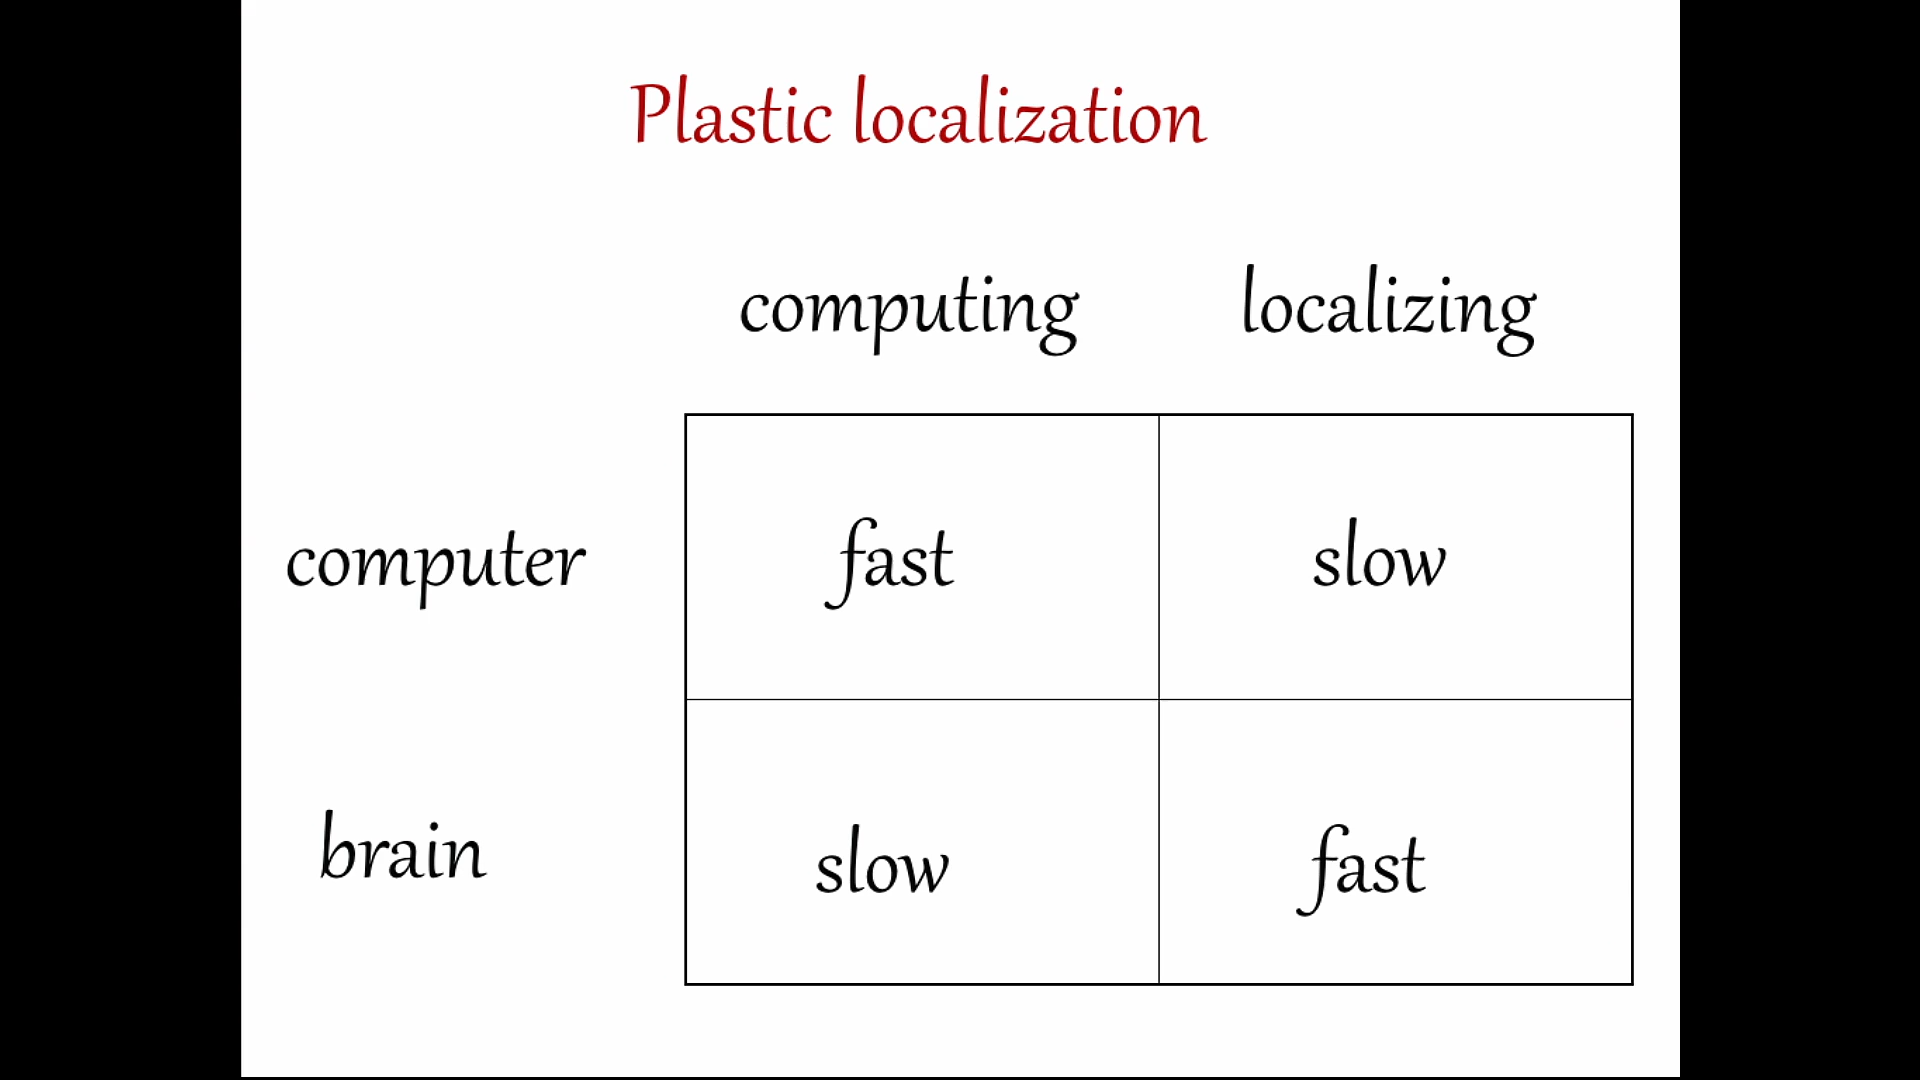 Plastic localization
computing localizing
computer fast slow
brain slow fast